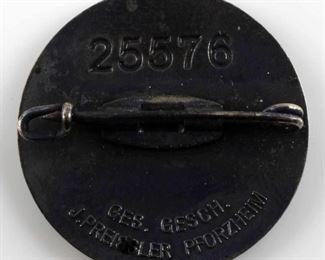 25576
GES. GESCH.
J. PREISSLER PFORZHEIM